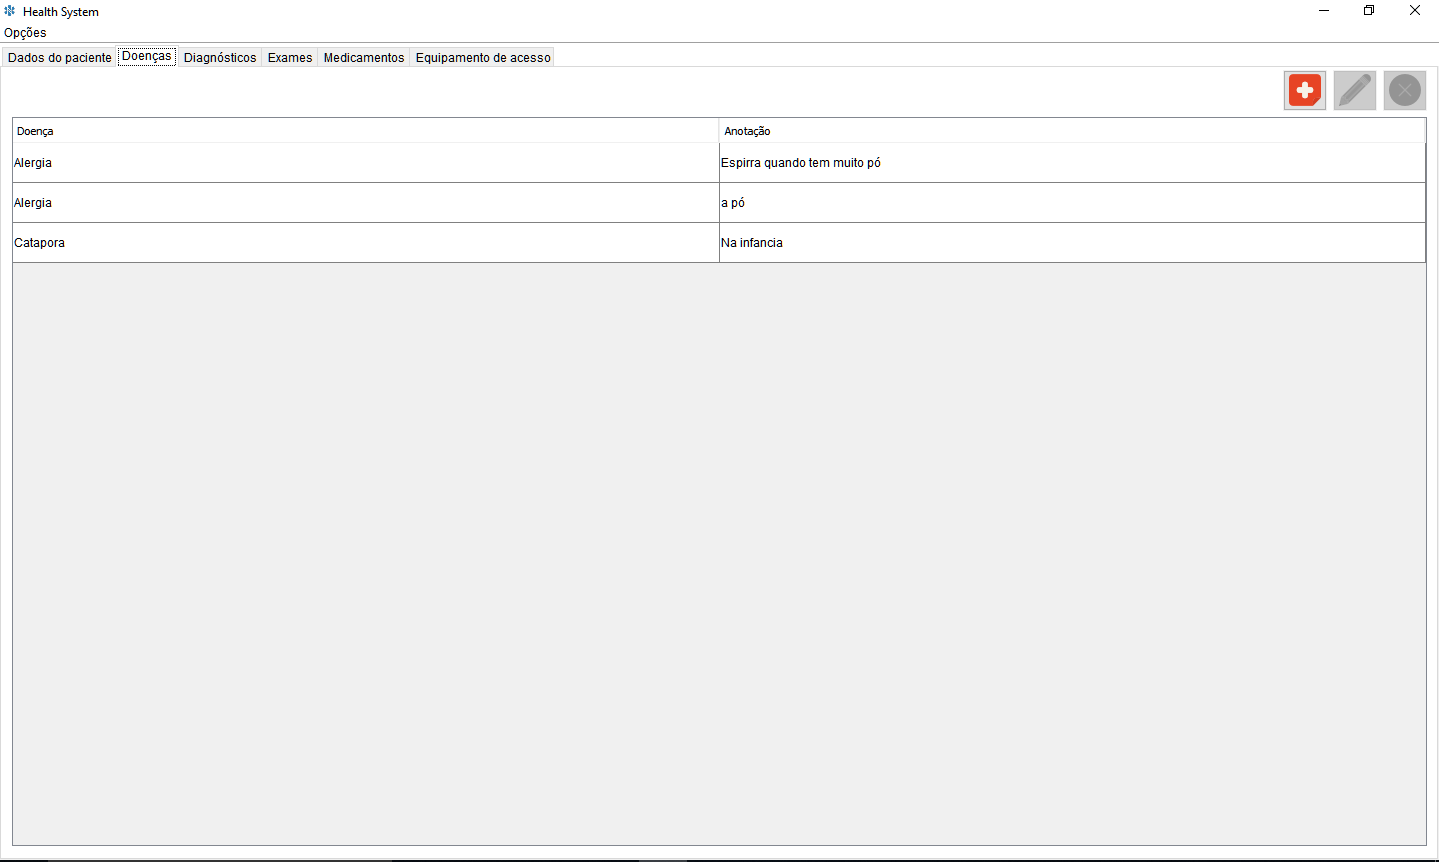 Health System
Opções
Dados do paciente Doenças Diagnósticos Exames Medicamentos Equipamento de acesso
Doença Anotação
Alergia Espirra quando tem muito pó
Alergia a pó
Catapora Na infancia